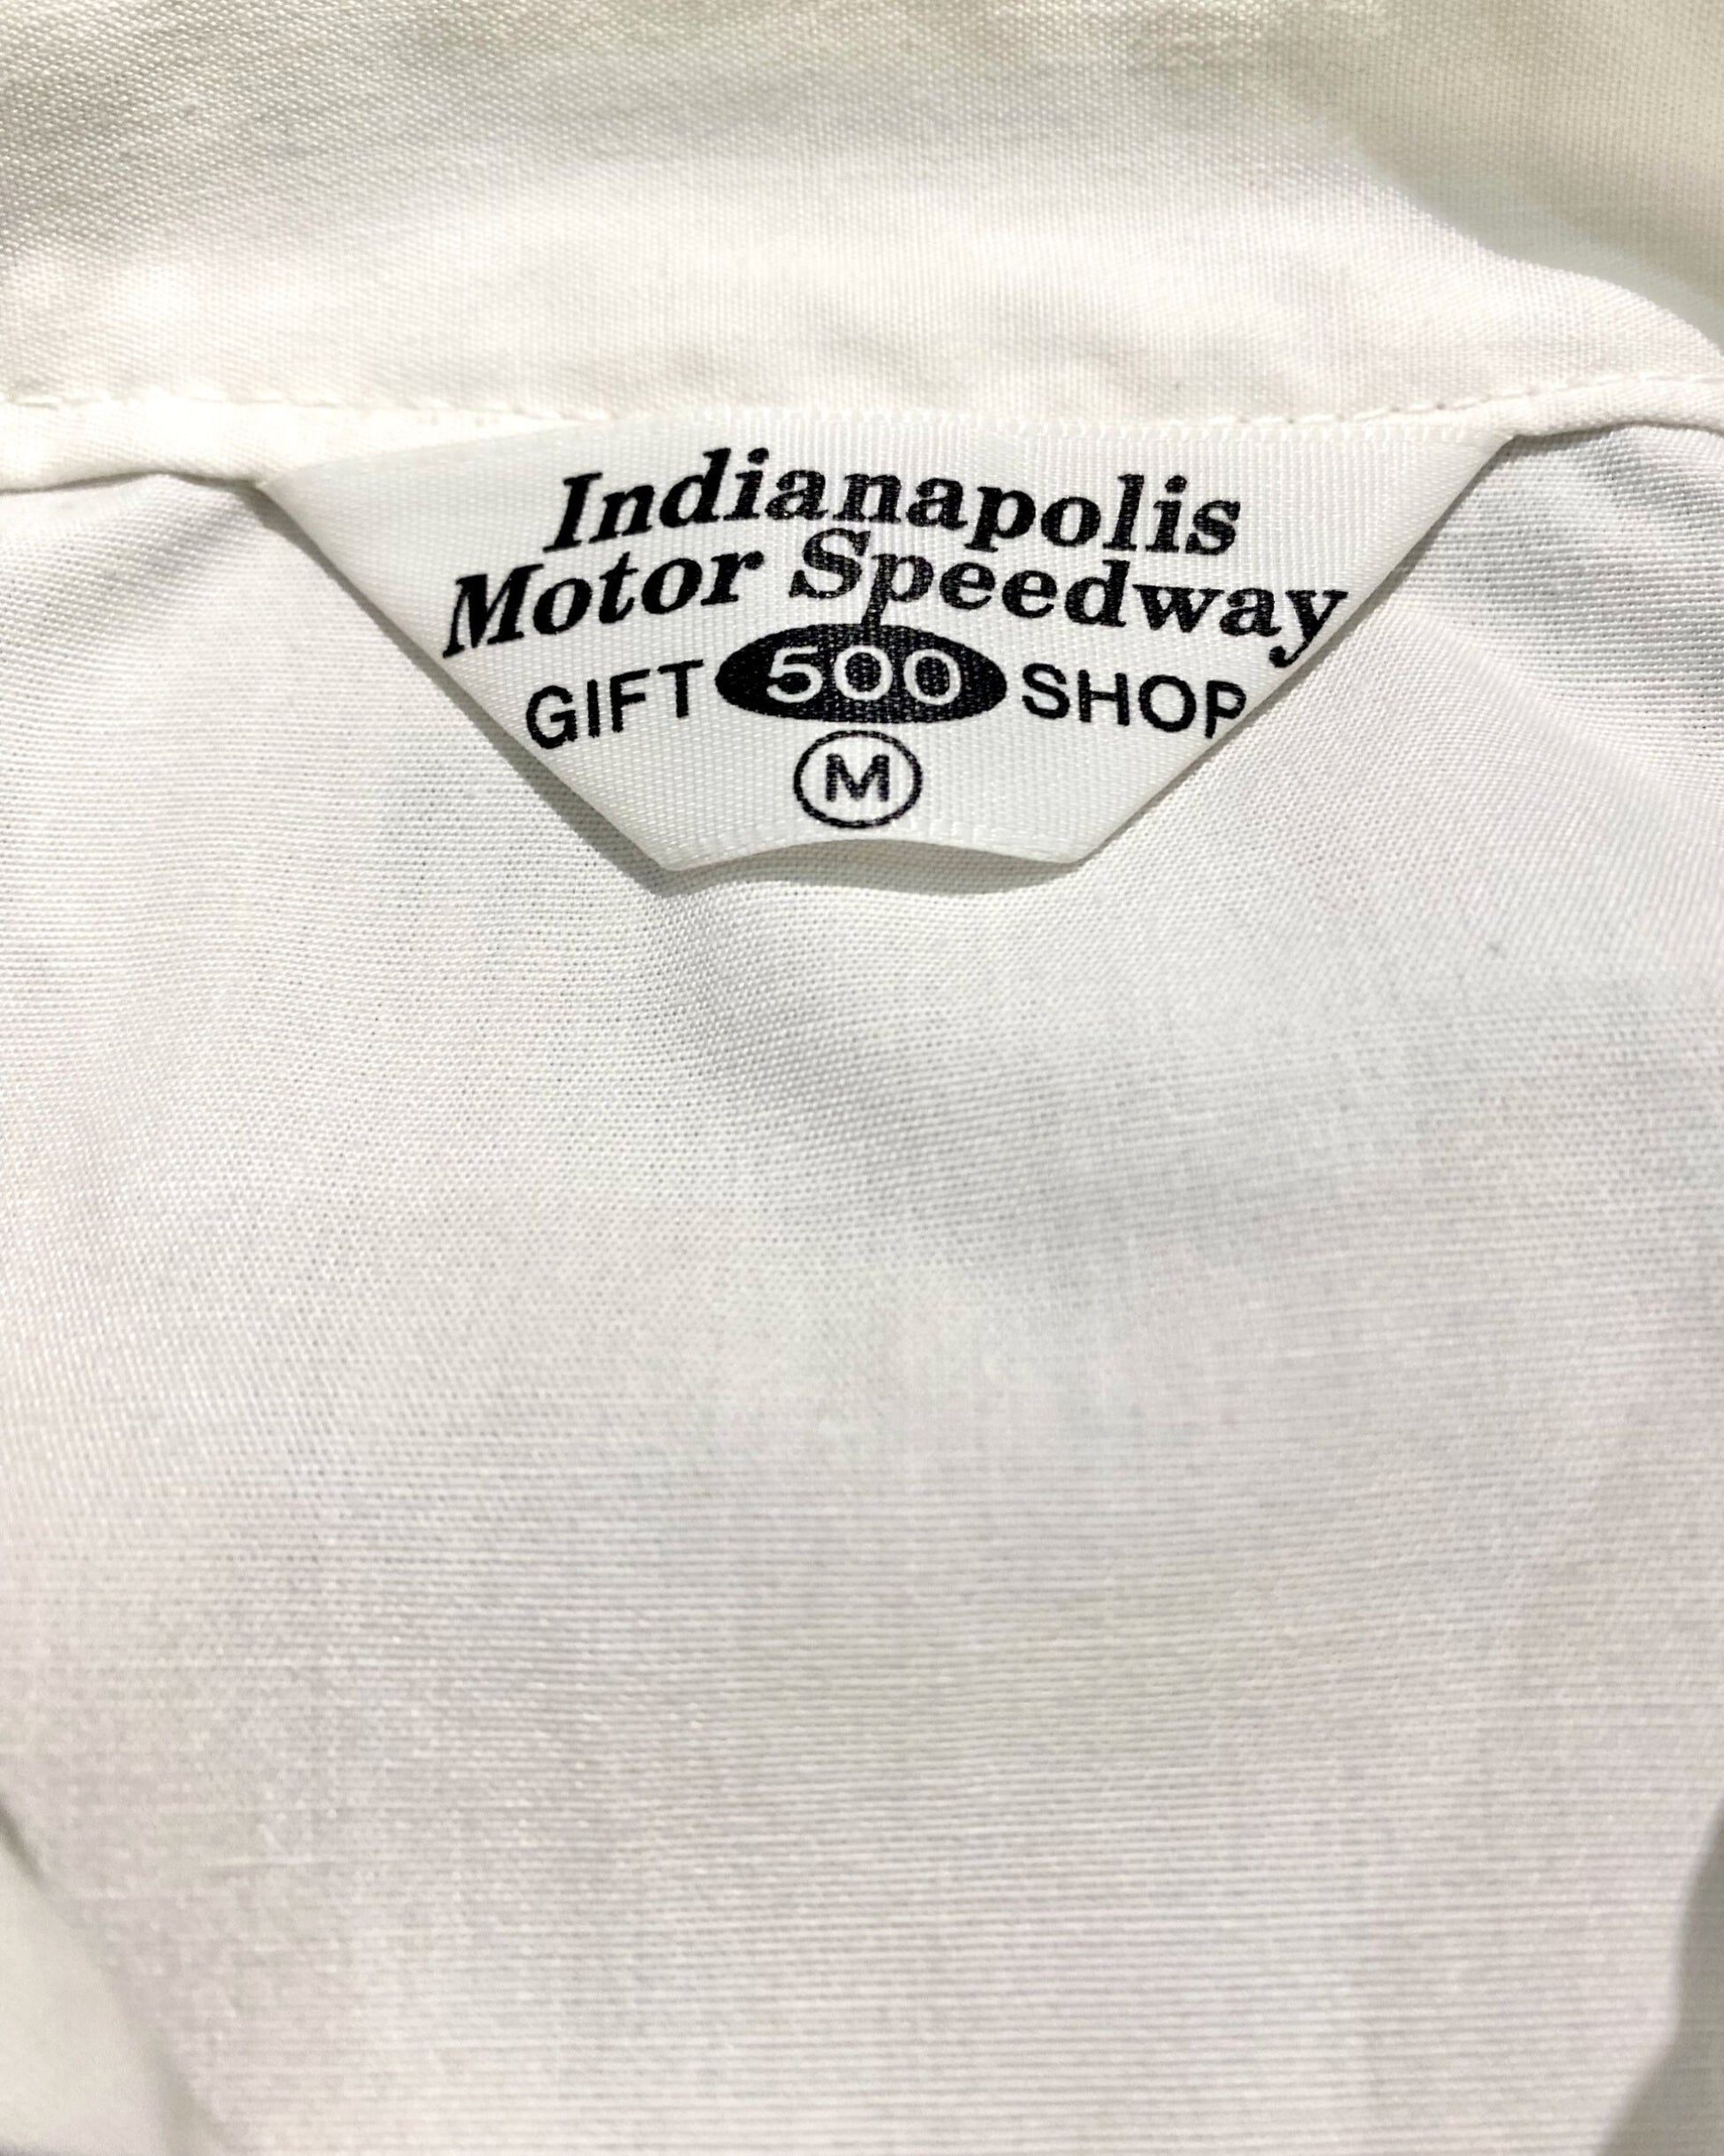 Indianapolis
Motor Speedway
GIFT 500 SHOP
M